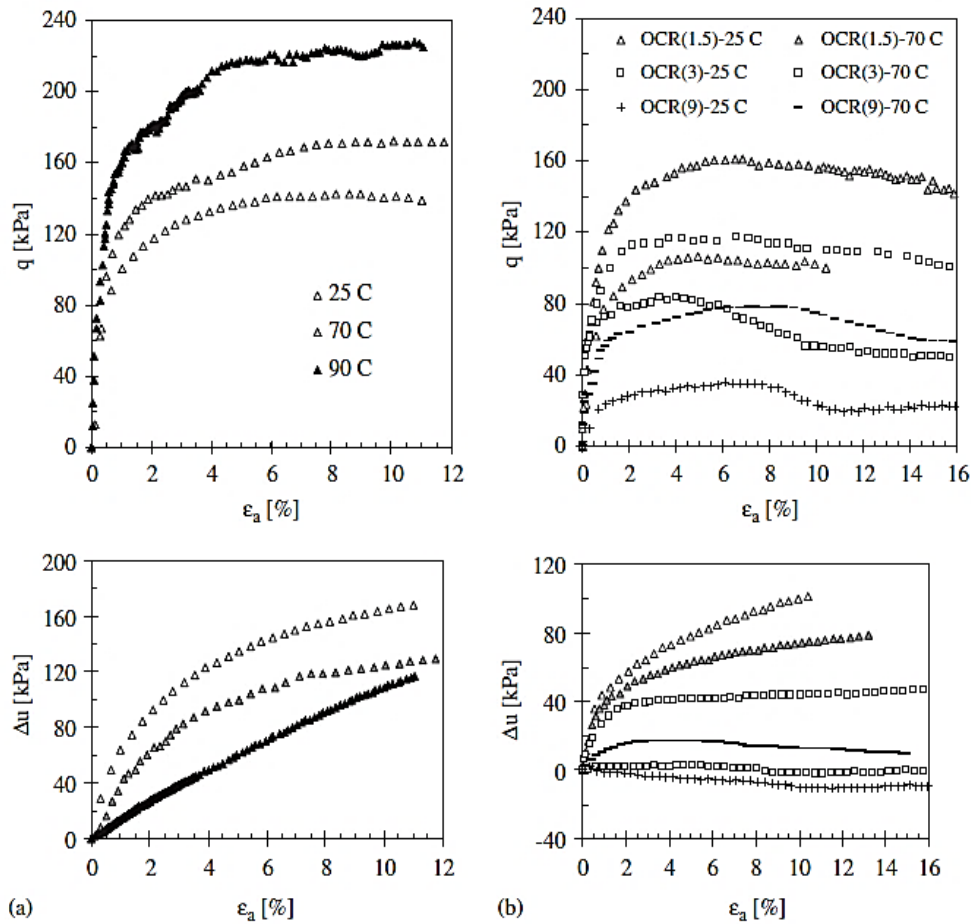 240
200
160
120
80
40
0
q [kPa]
0 2 4 6 8 10 12
εa [%]
25 C
70 C
90 C
240
200
160
120
80
40
0
q [kPa]
0 2 4 6 8 10 12 14 16
εa [%]
OCR(1.5)-25 C OCR(1.5)-70 C
OCR(3)-25 C OCR(3)-70 C
OCR(9)-25 C OCR(9)-70 C
200
160
120
80
40
0
Δu [kPa]
0 2 4 6 8 10 12
(a) εa [%]
120
80
40
0
-40
Δu [kPa]
0 2 4 6 8 10 12 14 16
(b) εa [%]